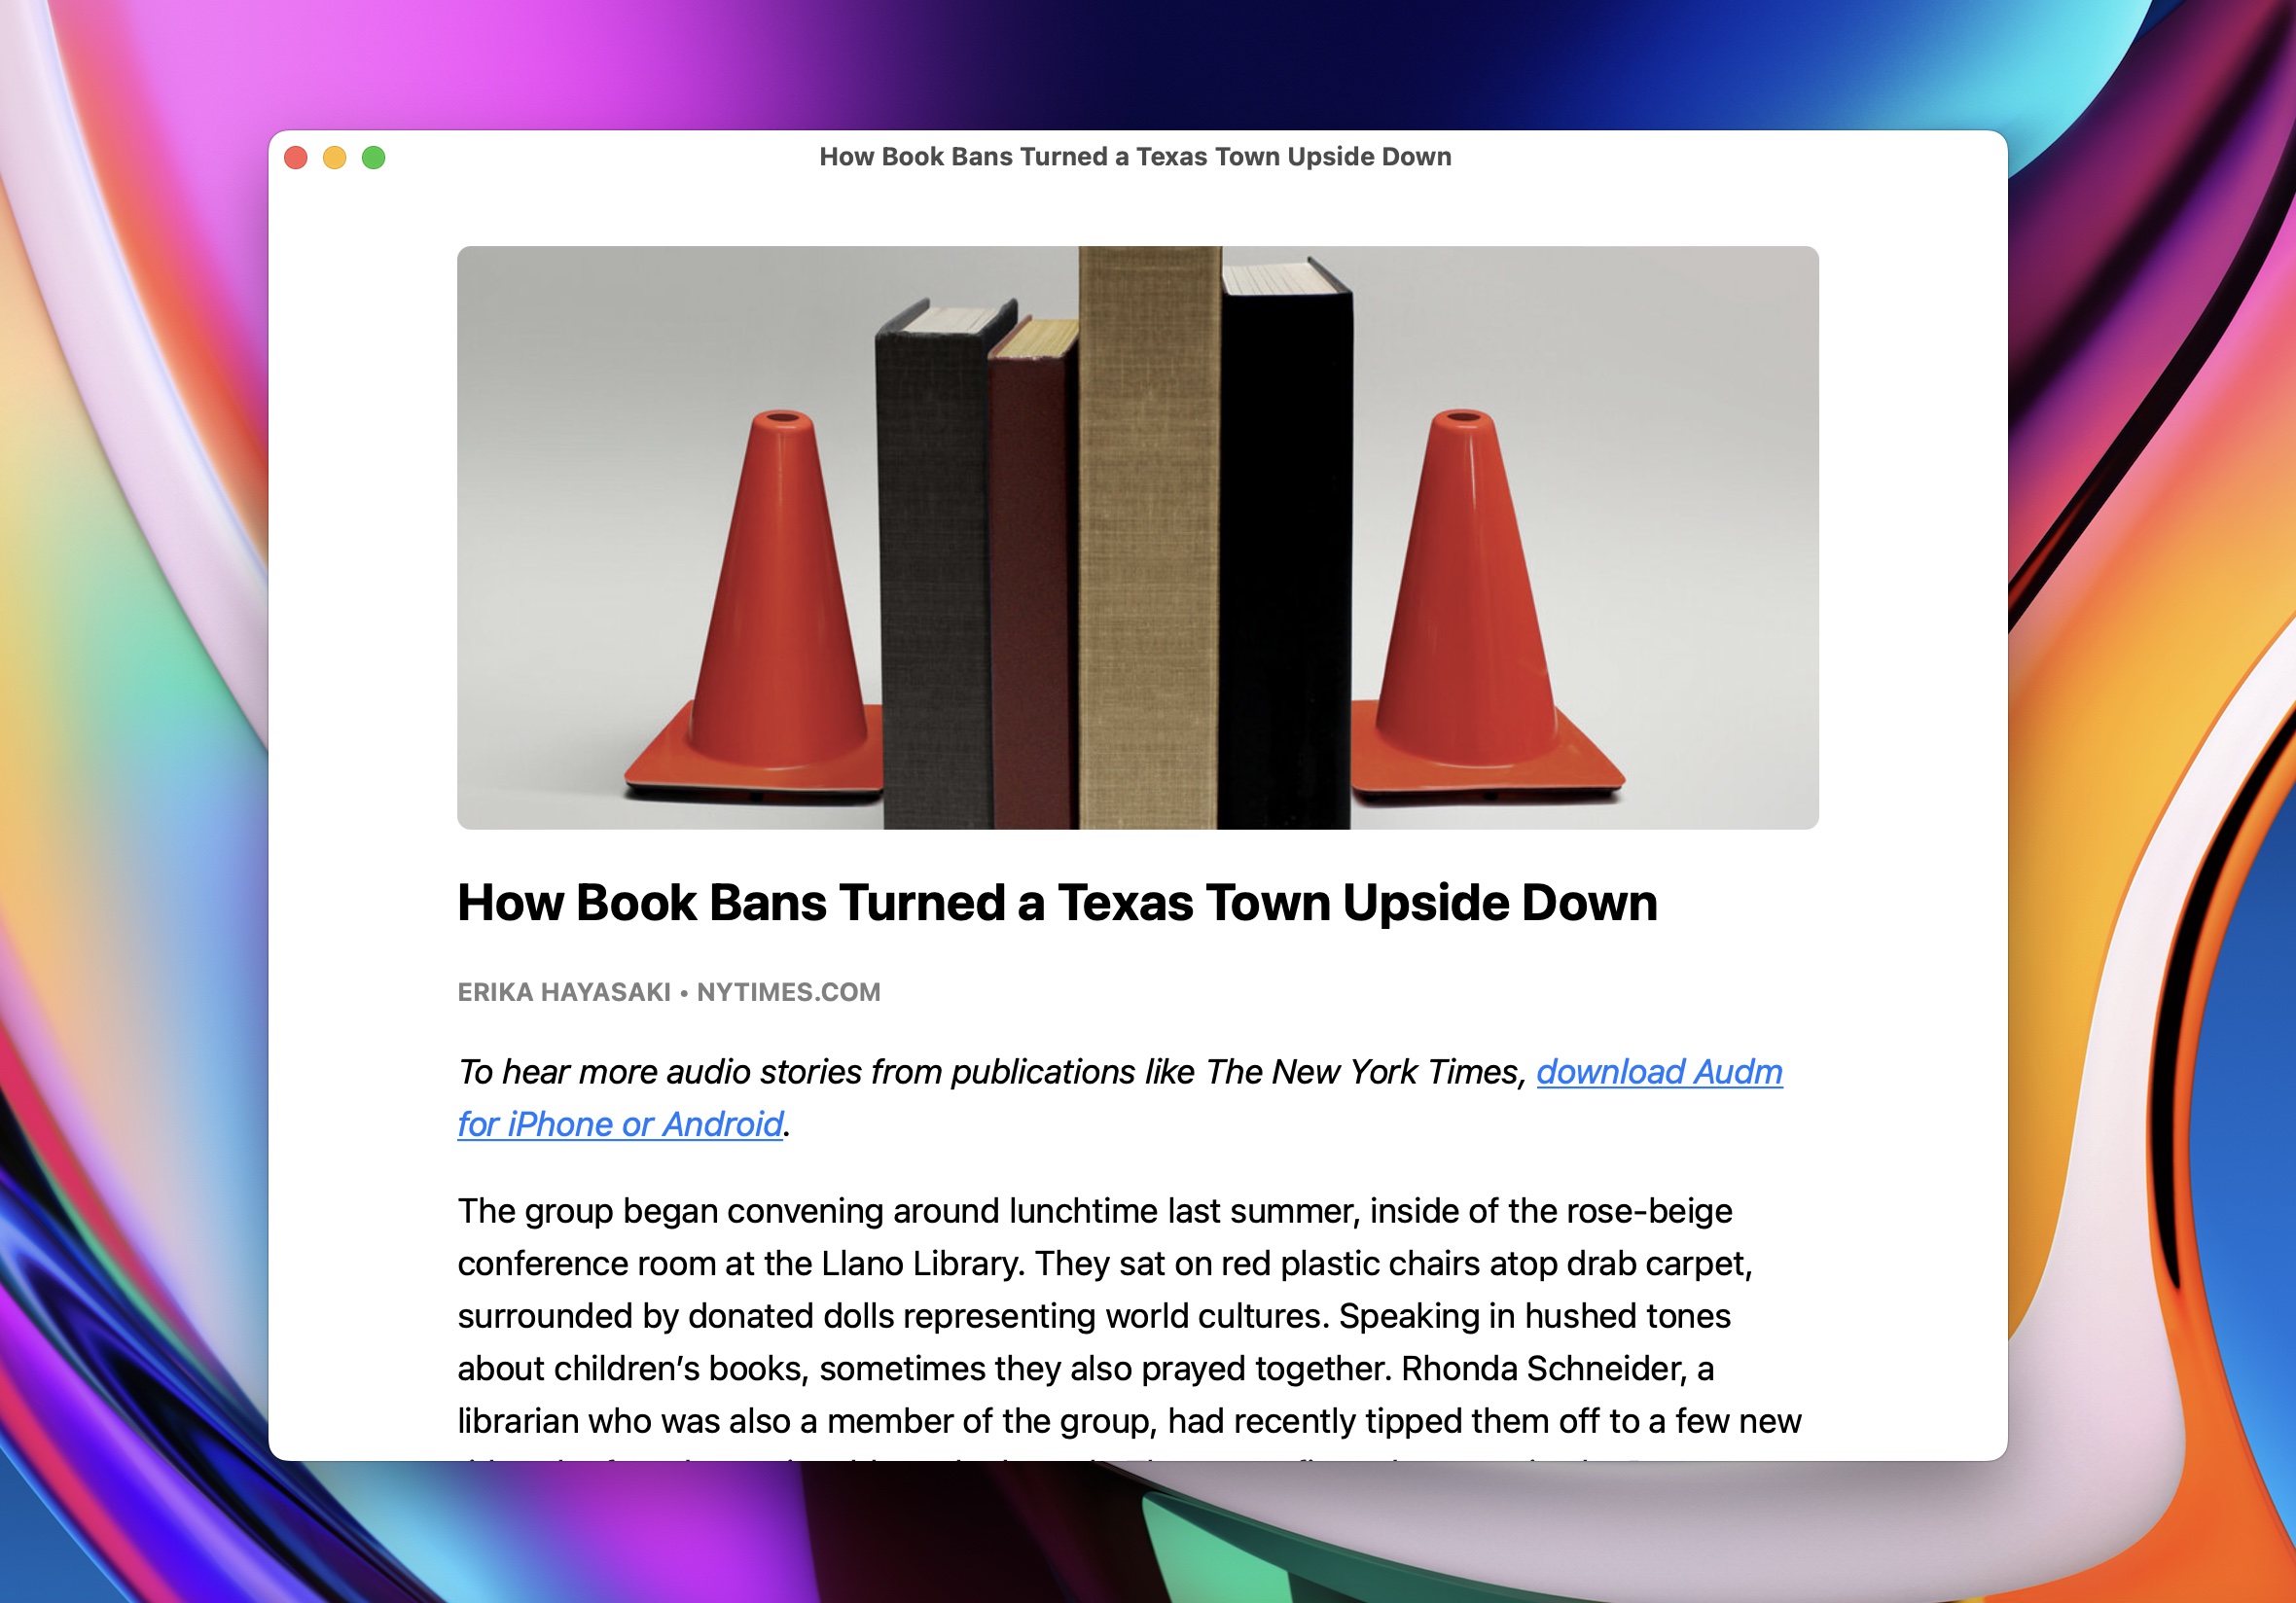 How Book Bans Turned a Texas Town Upside Down
How Book Bans Turned a Texas Town Upside Down
ERIKA HAYASAKI • NYTIMES.COM
To hear more audio stories from publications like The New York Times, download Audm
for iPhone or Android.
The group began convening around lunchtime last summer, inside of the rose-beige
conference room at the Llano Library. They sat on red plastic chairs atop drab carpet,
surrounded by donated dolls representing world cultures. Speaking in hushed tones
about children’s books, sometimes they also prayed together. Rhonda Schneider, a
librarian who was also a member of the group, had recently tipped them off to a few new